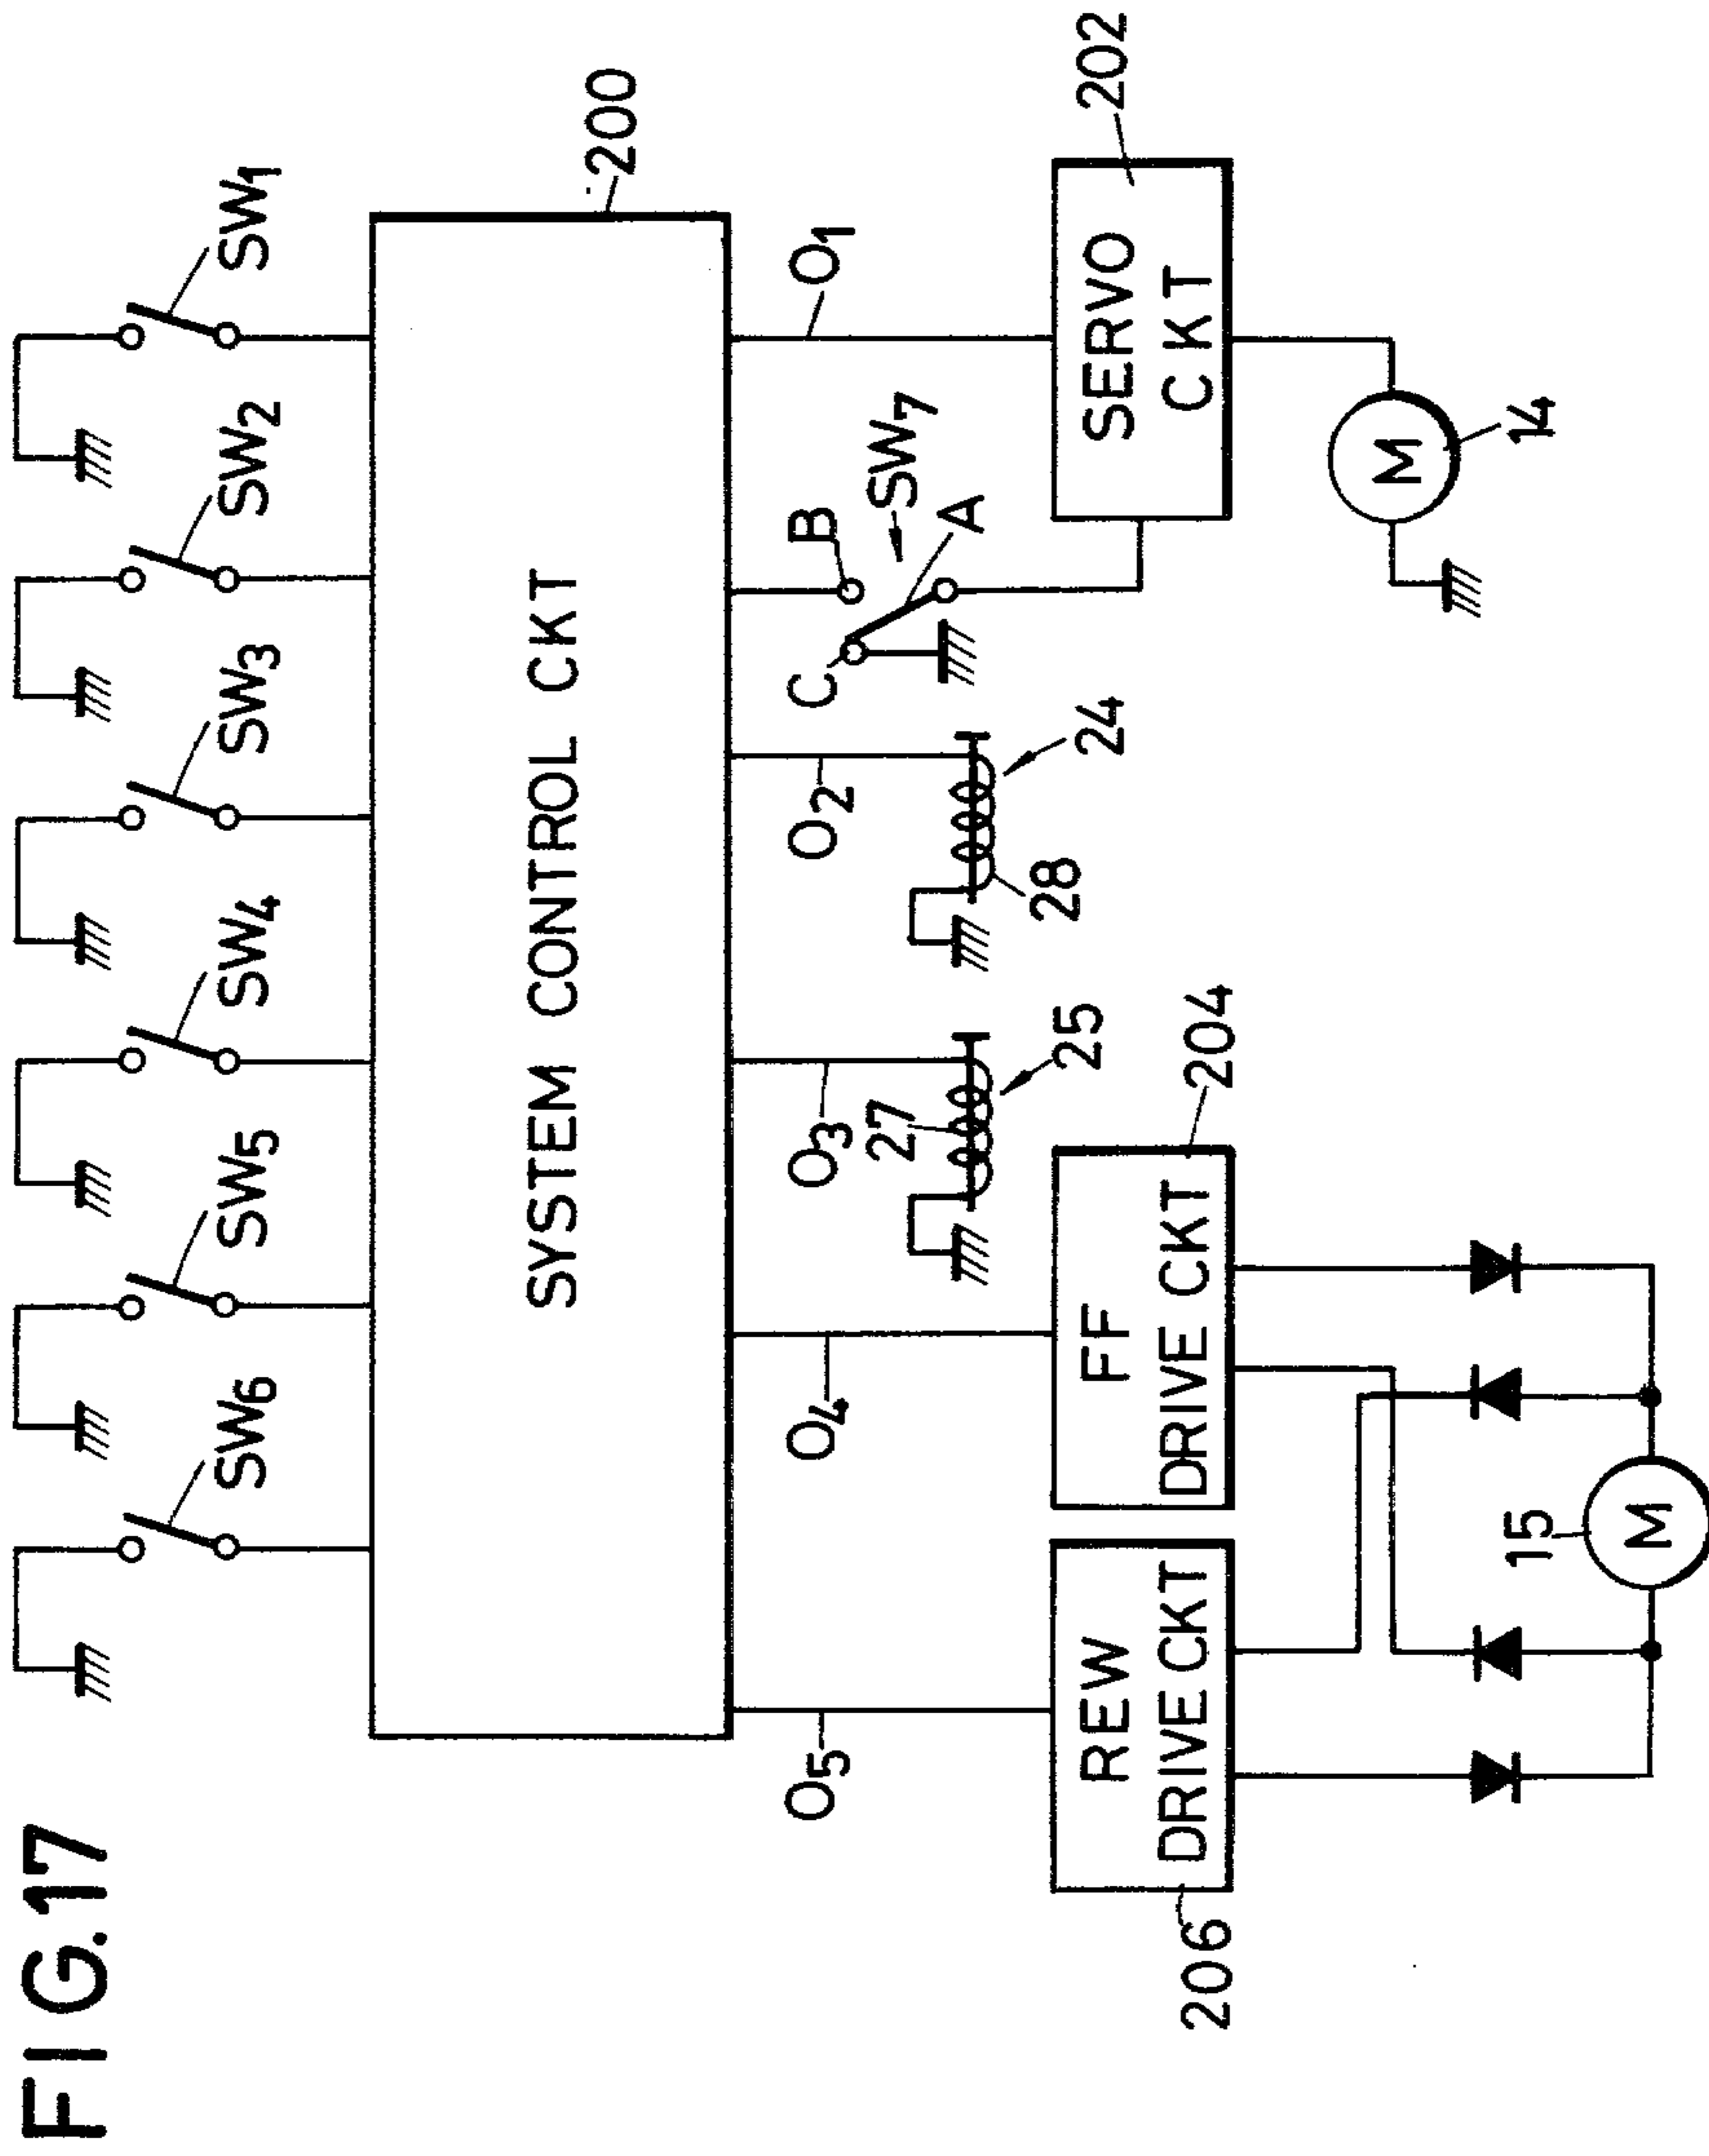 FIG.17
SW6
SW5
SW4
SW3
SW2
SW1
SYSTEM CONTROL CKT
200
O5
O4
O3
O2
C
B
SW7
A
O1
27
25
28
24
206
REW
DRIVE CKT
FF
DRIVE CKT
204
SERVO
CKT
202
15
M
M
14